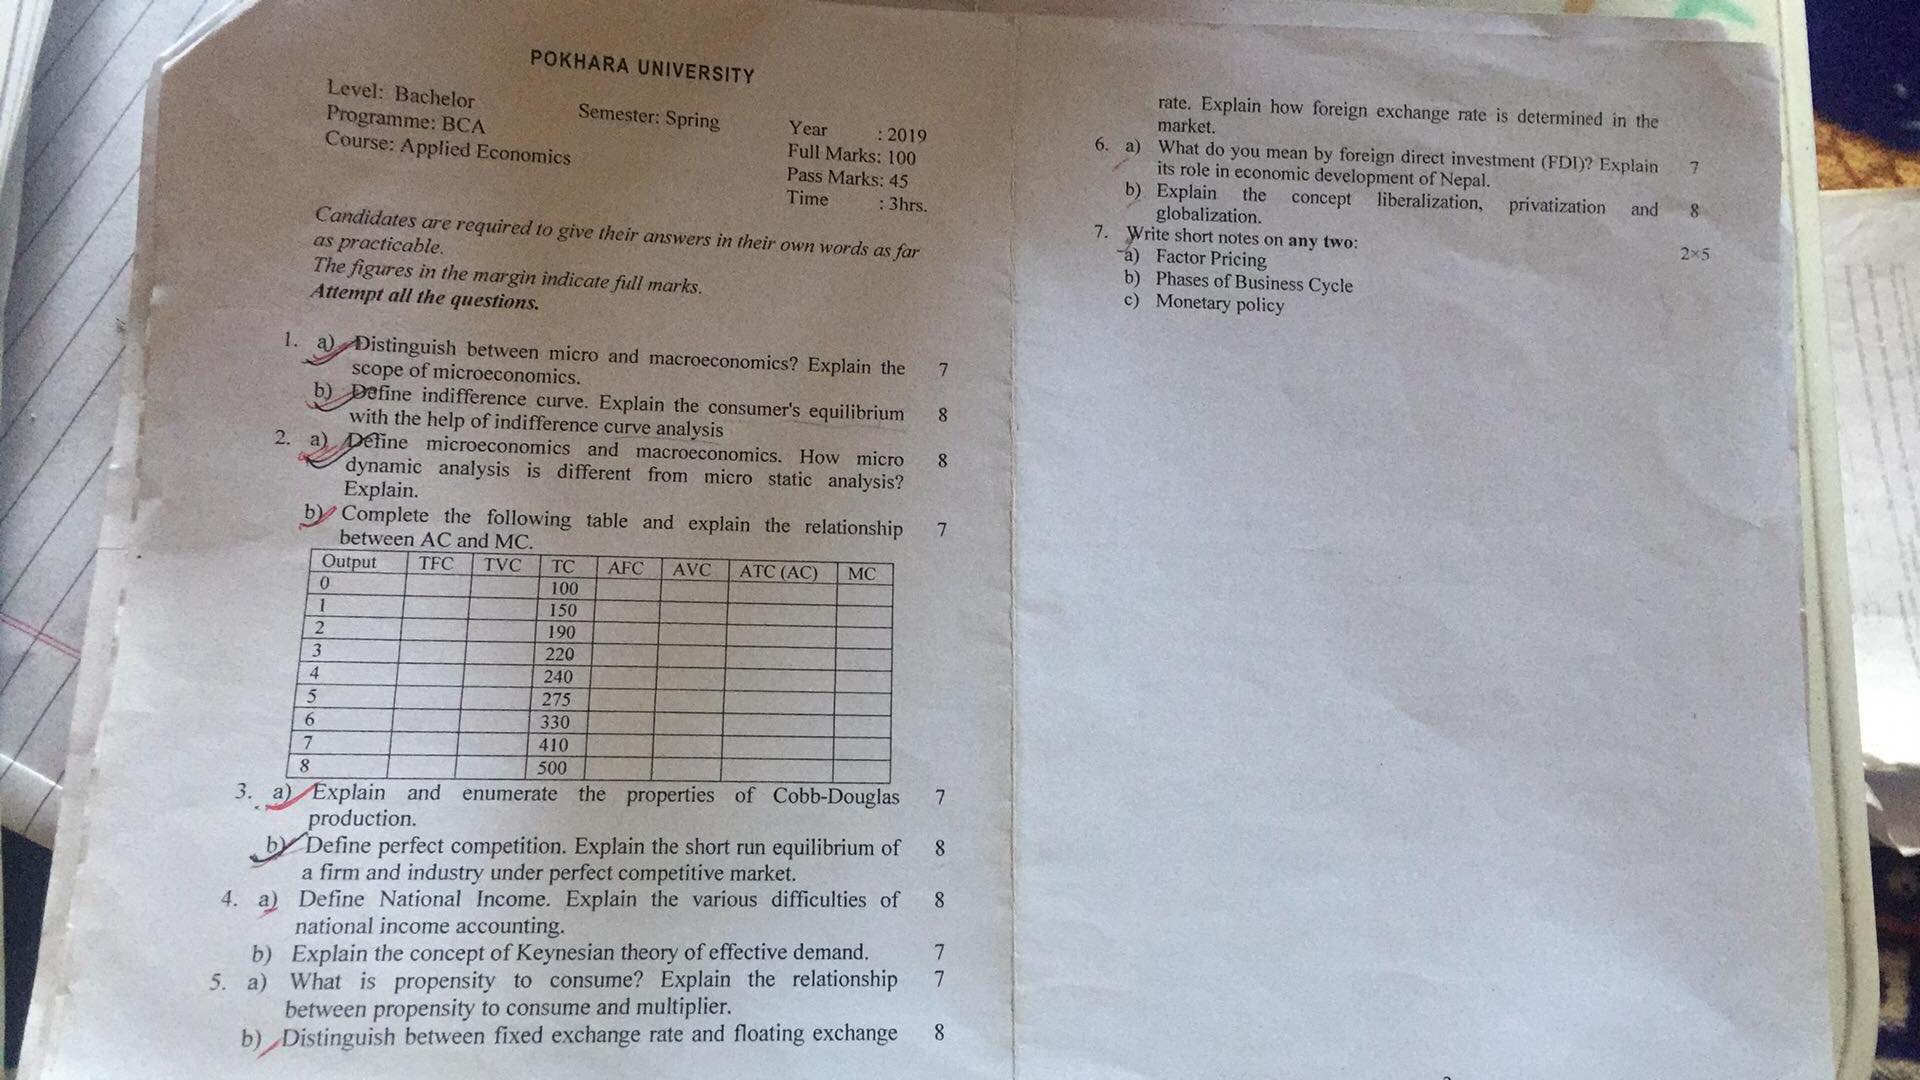 POKHARA UNIVERSITY
Level: Bachelor
Semester: Spring
Year : 2019
Programme: BCA
Full Marks: 100
Course: Applied Economics
Pass Marks: 45
Time : 3hrs.
Candidates are required to give their answers in their own words as far
as practicable.
The figures in the margin indicate full marks.
Attempt all the questions.
1. a) Distinguish between micro and macroeconomics? Explain the 7
scope of microeconomics.
b) Define indifference curve. Explain the consumer's equilibrium 8
with the help of indifference curve analysis
2. a) Define microeconomics and macroeconomics. How micro 8
dynamic analysis is different from micro static analysis?
Explain.
b) Complete the following table and explain the relationship 7
between AC and MC.
Output TFC TVC TC AFC AVC ATC (AC) MC
0 100
1 150
2 190
3 220
4 240
5 275
6 330
7 410
8 500
3. a) Explain and enumerate the properties of Cobb-Douglas 7
production.
b) Define perfect competition. Explain the short run equilibrium of 8
a firm and industry under perfect competitive market.
4. a) Define National Income. Explain the various difficulties of 8
national income accounting.
b) Explain the concept of Keynesian theory of effective demand. 7
5. a) What is propensity to consume? Explain the relationship 7
between propensity to consume and multiplier.
b) Distinguish between fixed exchange rate and floating exchange 8
rate. Explain how foreign exchange rate is determined in the
market.
6. a) What do you mean by foreign direct investment (FDI)? Explain 7
its role in economic development of Nepal.
b) Explain the concept liberalization, privatization and 8
globalization.
7. Write short notes on any two: 2×5
a) Factor Pricing
b) Phases of Business Cycle
c) Monetary policy